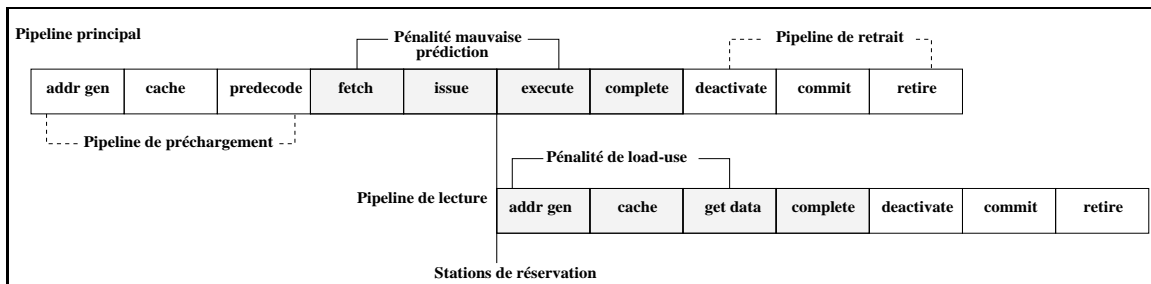 Pipeline principal
Pénalité mauvaise
prédiction
Pipeline de retrait
addr gen
cache
predecode
fetch
issue
execute
complete
deactivate
commit
retire
Pipeline de préchargement
Pénalité de load-use
Pipeline de lecture
addr gen
cache
get data
complete
deactivate
commit
retire
Stations de réservation